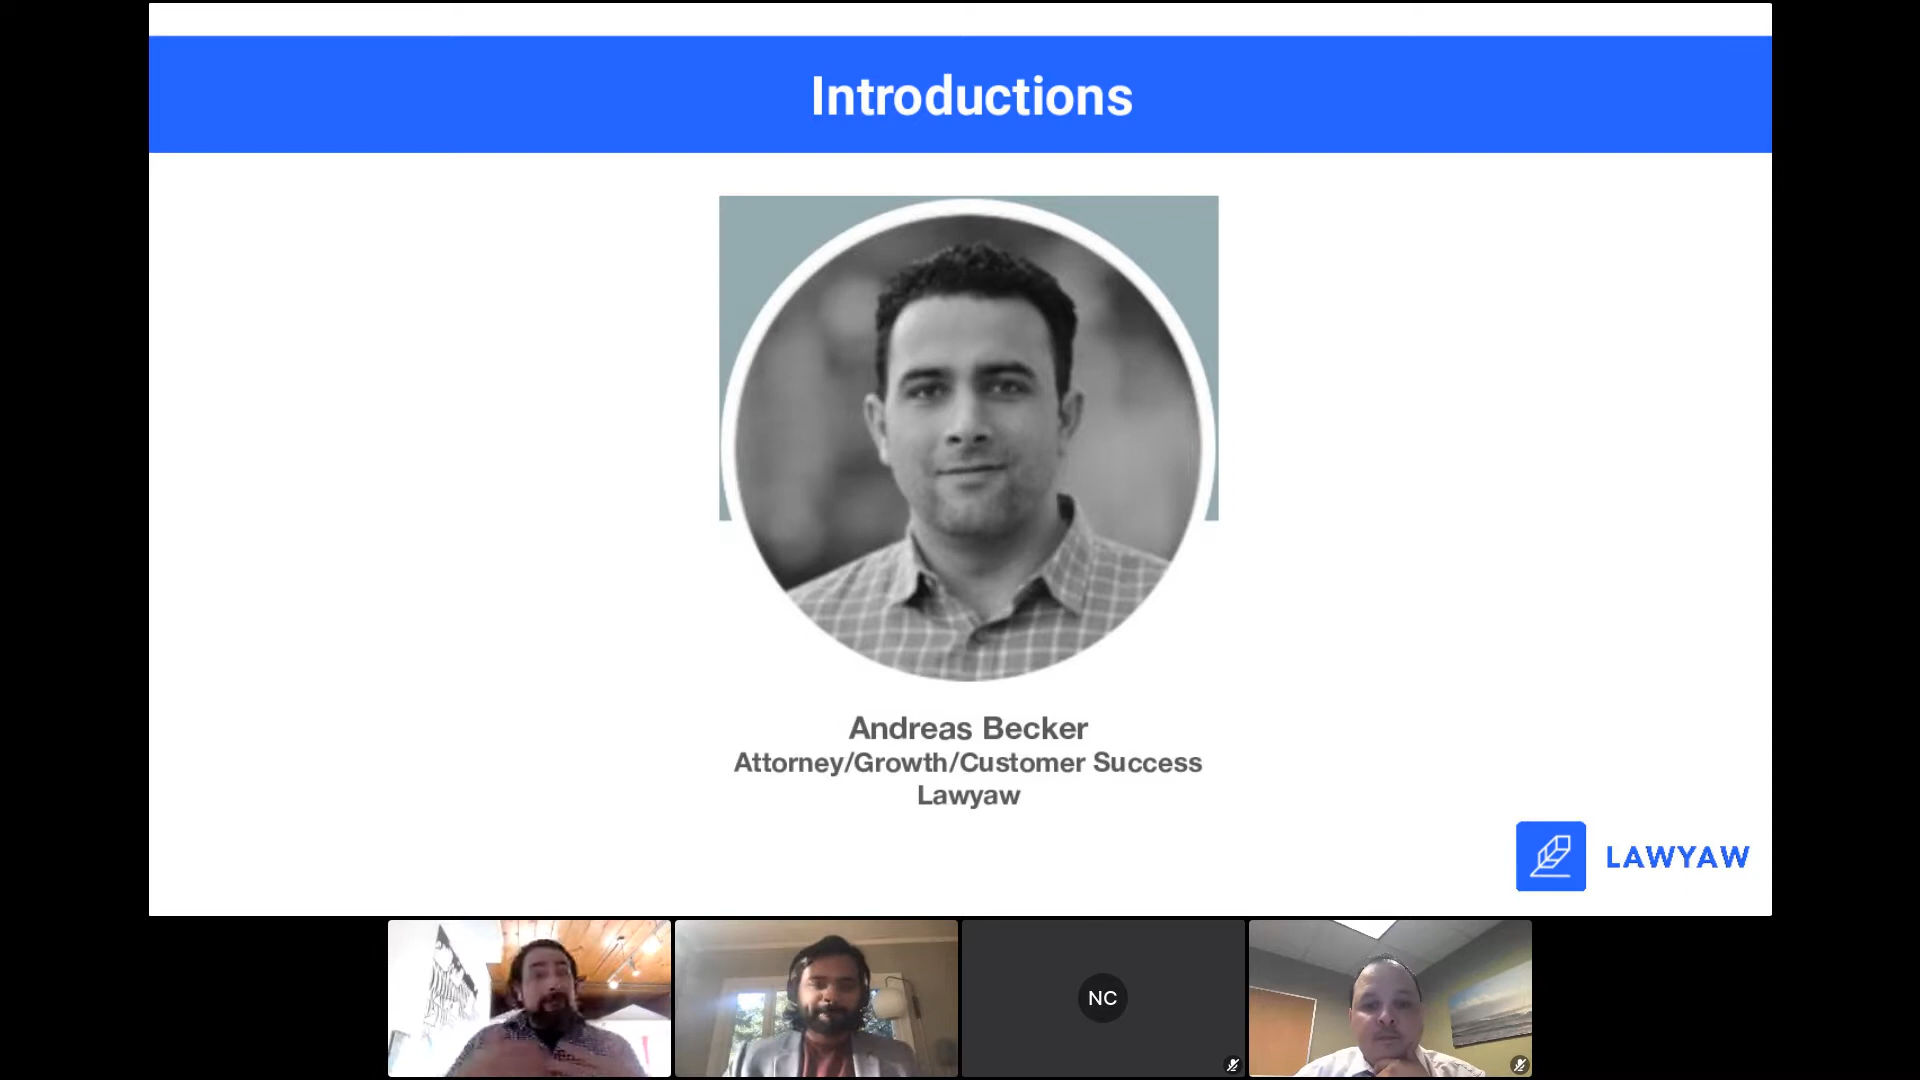 Introductions
Andreas Becker
Attorney/Growth/Customer Success
Lawyaw
LAWYAW
NC